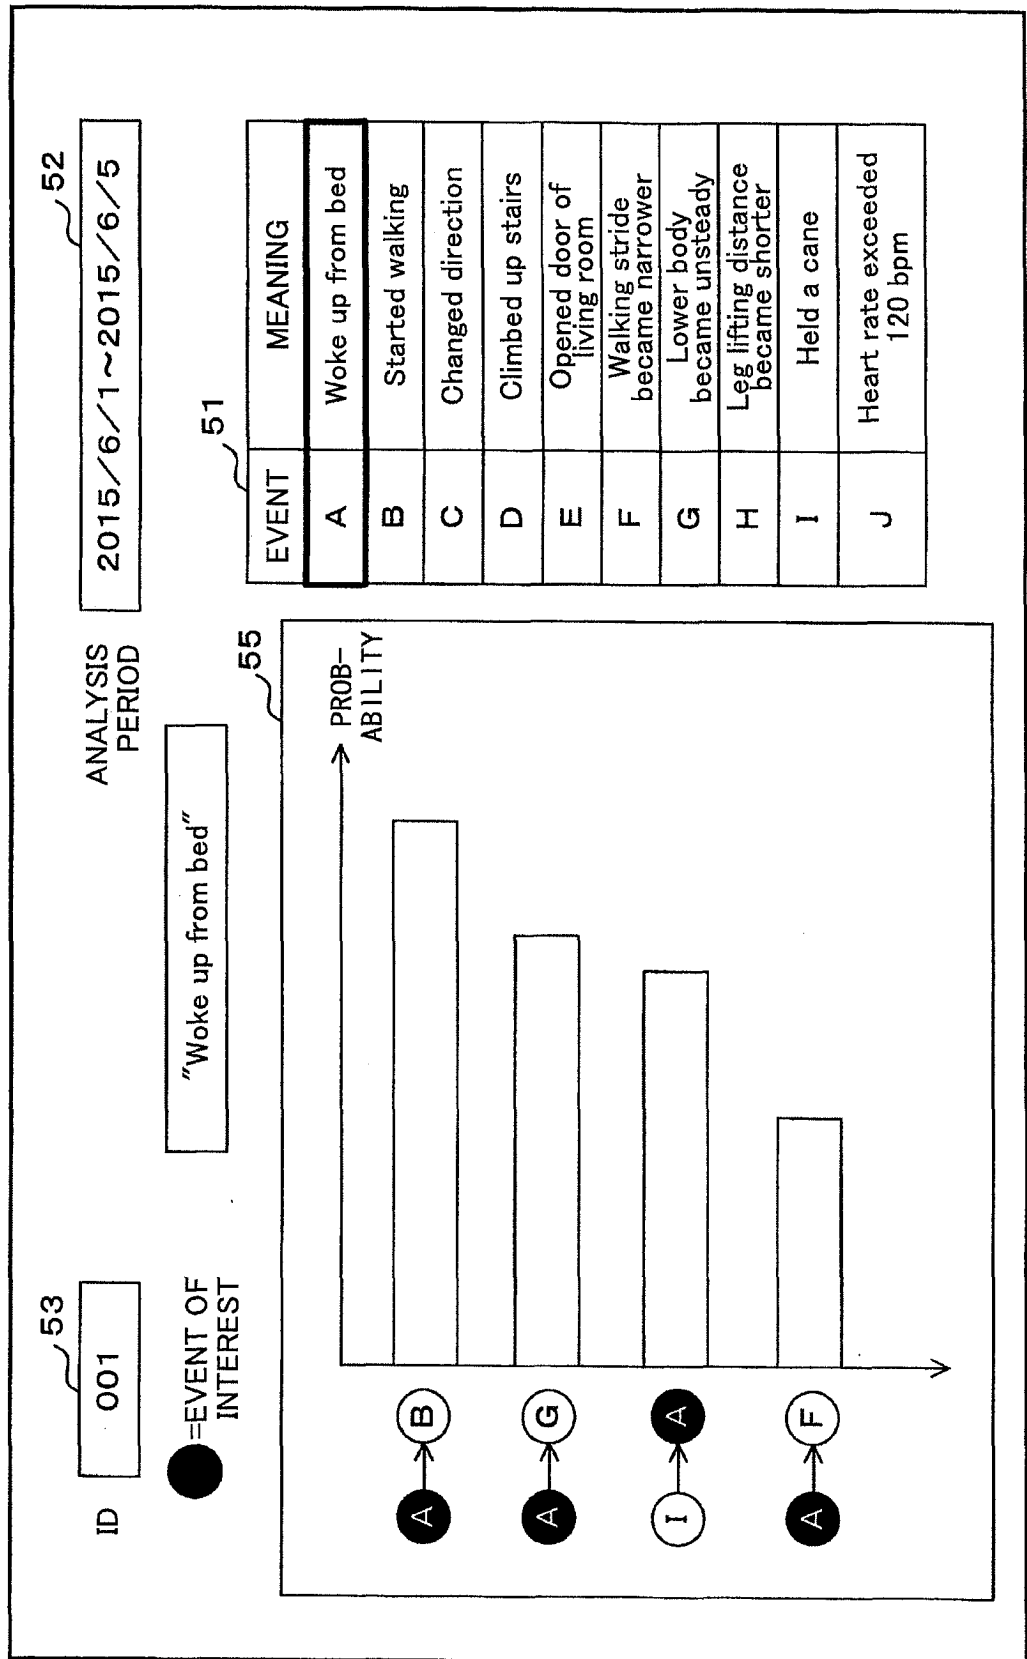 53
ID 001
52
ANALYSIS
PERIOD
2015/6/1~2015/6/5
=EVENT OF
INTEREST
"Woke up from bed"
55
PROB-
ABILITY
A B
A G
I A
A F
51
EVENT MEANING
A Woke up from bed
B Started walking
C Changed direction
D Climbed up stairs
E Opened door of
living room
F Walking stride
became narrower
G Lower body
became unsteady
H Leg lifting distance
became shorter
I Held a cane
J Heart rate exceeded
120 bpm